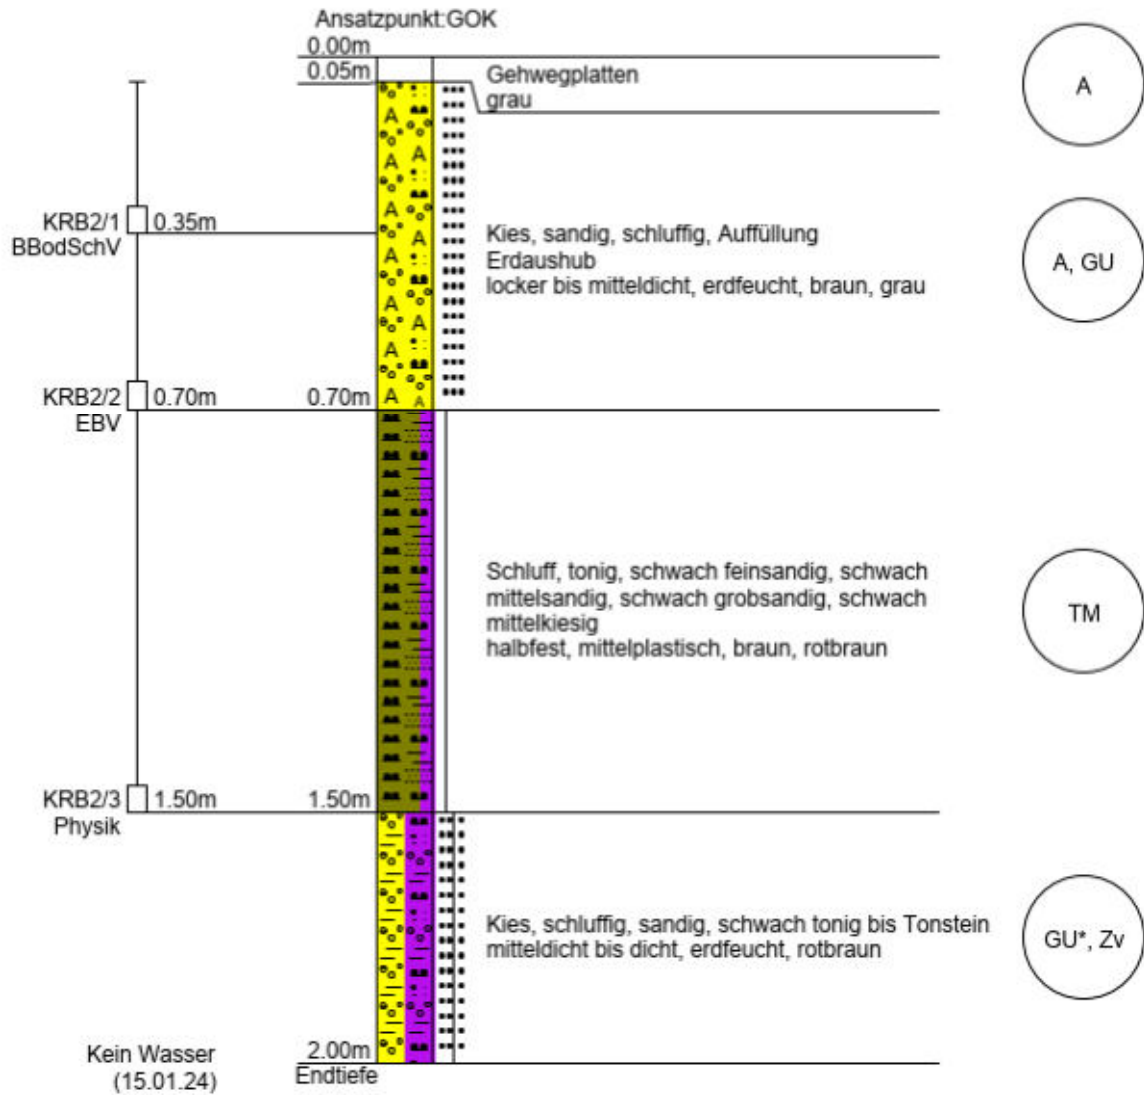 Ansatzpunkt:GOK
0.00m
0.05m
Gehwegplatten
grau
A
KRB2/1 0.35m
BBodSchV
Kies, sandig, schluffig, Auffüllung
Erdaushub
locker bis mitteldicht, erdfeucht, braun, grau
A, GU
KRB2/2 0.70m 0.70m
EBV
Schluff, tonig, schwach feinsandig, schwach
mittelsandig, schwach grobsandig, schwach
mittelkiesig
halbfest, mittelplastisch, braun, rotbraun
TM
KRB2/3 1.50m 1.50m
Physik
Kies, schluffig, sandig, schwach tonig bis Tonstein
mitteldicht bis dicht, erdfeucht, rotbraun
GU*, Zv
Kein Wasser
(15.01.24)
2.00m
Endtiefe
A
A
A
A
A
A
A
A
A
A
A
A